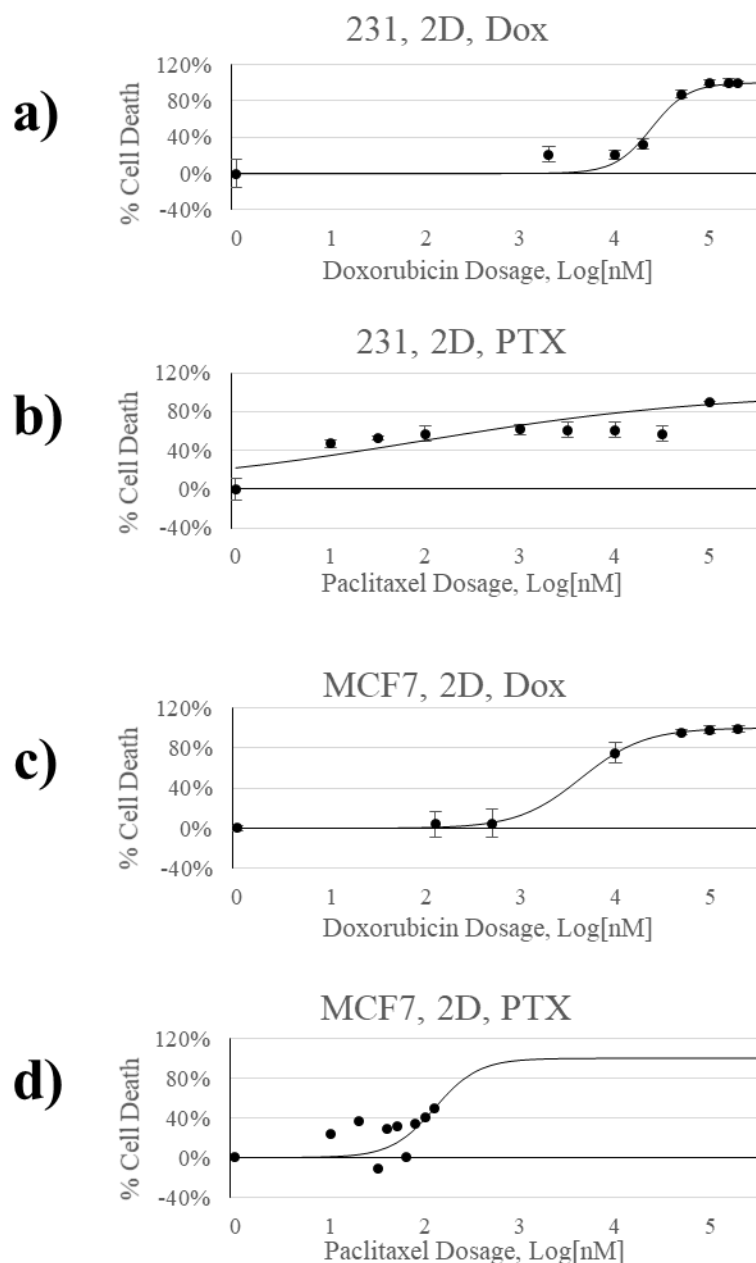 a)
231, 2D, Dox
% Cell Death
120%
80%
40%
0%
-40%
0 1 2 3 4 5
Doxorubicin Dosage, Log[nM]
b)
231, 2D, PTX
% Cell Death
120%
80%
40%
0%
-40%
0 1 2 3 4 5
Paclitaxel Dosage, Log[nM]
c)
MCF7, 2D, Dox
% Cell Death
120%
80%
40%
0%
-40%
0 1 2 3 4 5
Doxorubicin Dosage, Log[nM]
d)
MCF7, 2D, PTX
% Cell Death
120%
80%
40%
0%
-40%
0 1 2 3 4 5
Paclitaxel Dosage, Log[nM]